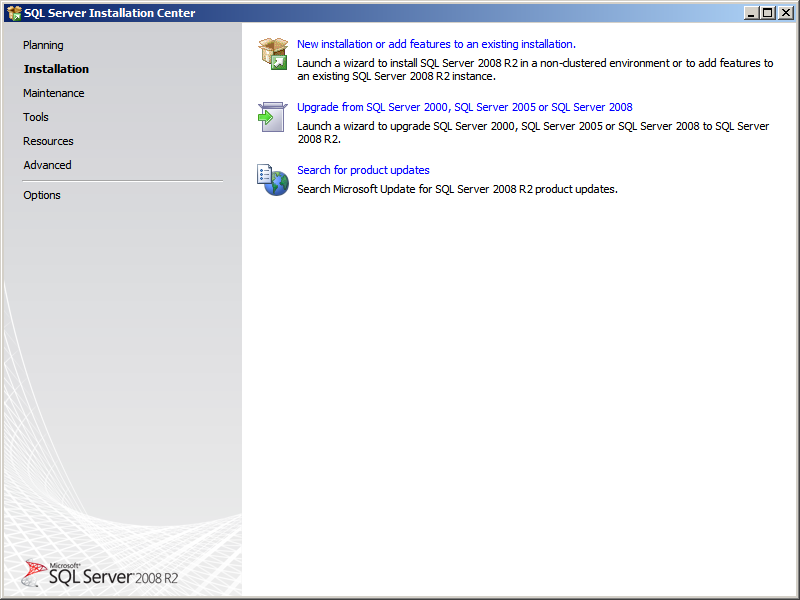 SQL Server Installation Center
Planning
Installation
Maintenance
Tools
Resources
Advanced
Options
New installation or add features to an existing installation.
Launch a wizard to install SQL Server 2008 R2 in a non-clustered environment or to add features to
an existing SQL Server 2008 R2 instance.
Upgrade from SQL Server 2000, SQL Server 2005 or SQL Server 2008
Launch a wizard to upgrade SQL Server 2000, SQL Server 2005 or SQL Server 2008 to SQL Server
2008 R2.
Search for product updates
Search Microsoft Update for SQL Server 2008 R2 product updates.
Microsoft®
SQL Server 2008 R2